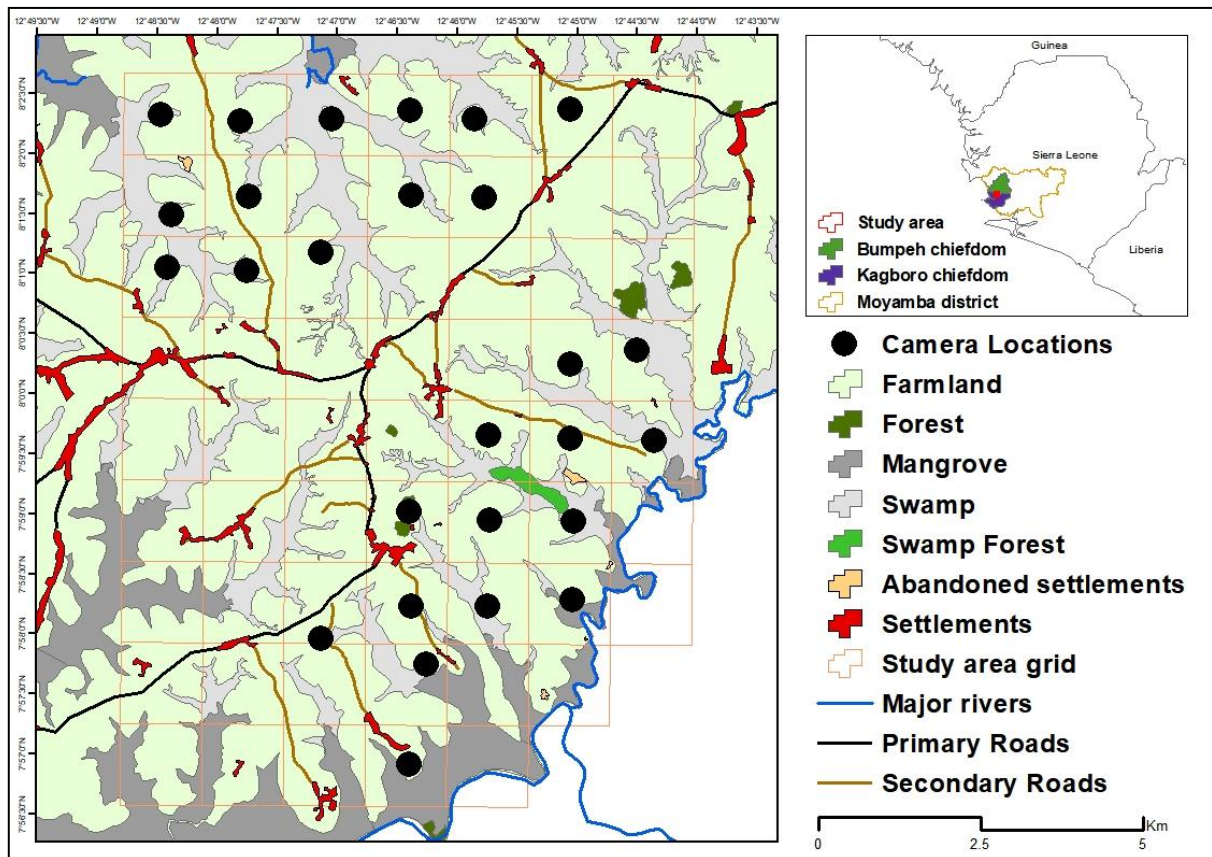 12°49'30"W 12°49'0"W 12°48'30"W 12°48'0"W 12°47'30"W 12°47'0"W 12°46'30"W 12°46'0"W 12°45'30"W 12°45'0"W 12°44'30"W 12°44'0"W 12°43'30"W
8°2'30"N
8°2'0"N
8°1'30"N
8°1'0"N
8°0'30"N
8°0'0"N
7°59'30"N
7°59'0"N
7°58'30"N
7°58'0"N
7°57'30"N
7°57'0"N
7°56'30"N
Guinea
Sierra Leone
Liberia
Study area
Bumpeh chiefdom
Kagboro chiefdom
Moyamba district
Camera Locations
Farmland
Forest
Mangrove
Swamp
Swamp Forest
Abandoned settlements
Settlements
Study area grid
Major rivers
Primary Roads
Secondary Roads
Km
0 2.5 5